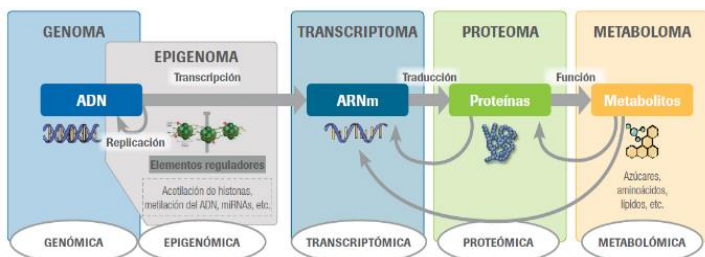 GENOMA
EPIGENOMA
TRANSCRIPTOMA
PROTEOMA
METABOLOMA
Transcripción
Traducción
Función
ADN
ARNm
Proteínas
Metabolitos
Replicación
Elementos reguladores
Acetilación de histonas,
metilación del ADN, miRNAs, etc.
Azúcares,
aminoácidos,
lípidos, etc.
GENÓMICA
EPIGENÓMICA
TRANSCRIPTÓMICA
PROTEÓMICA
METABOLÓMICA